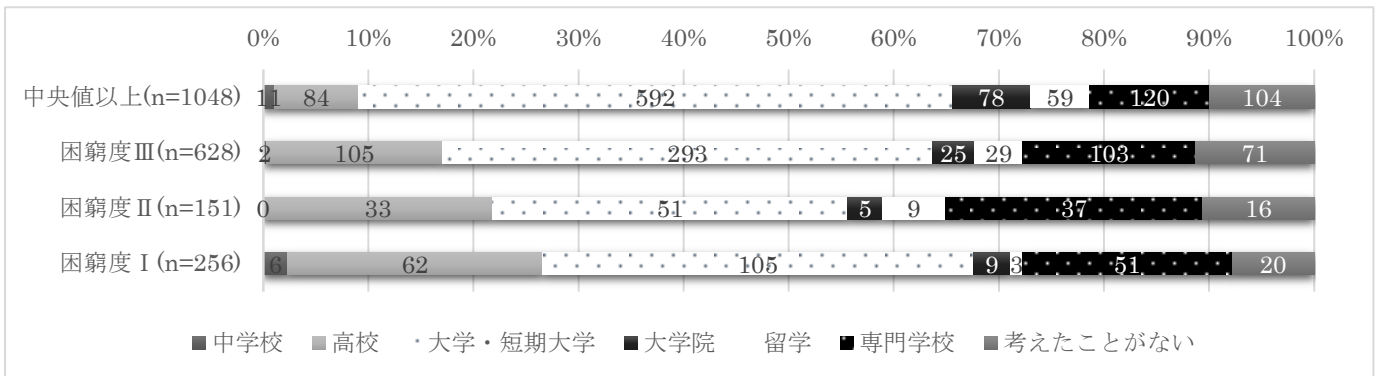 0% 10% 20% 30% 40% 50% 60% 70% 80% 90% 100%
中央値以上(n=1048) 11 84 592 78 59 120 104
困窮度Ⅲ(n=628) 2 105 293 25 29 103 71
困窮度Ⅱ(n=151) 0 33 51 5 9 37 16
困窮度Ⅰ(n=256) 6 62 105 9 3 51 20
中学校 高校 大学・短期大学 大学院 留学 専門学校 考えたことがない